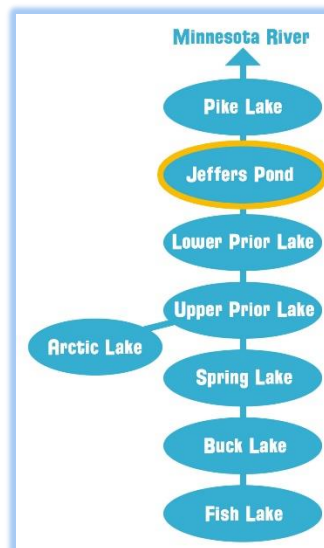 Minnesota River
Pike Lake
Jeffers Pond
Lower Prior Lake
Upper Prior Lake
Arctic Lake
Spring Lake
Buck Lake
Fish Lake